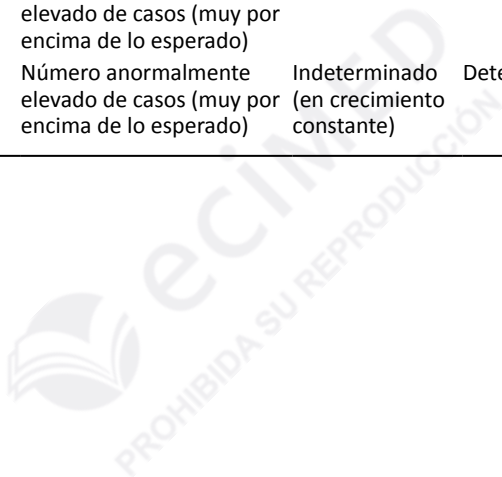 elevado de casos (muy por
encima de lo esperado)
Número anormalmente Indeterminado
elevado de casos (muy por (en crecimiento
encima de lo esperado) constante)
ecimED
PROHIBIDA SU REPRODUCCIÓN